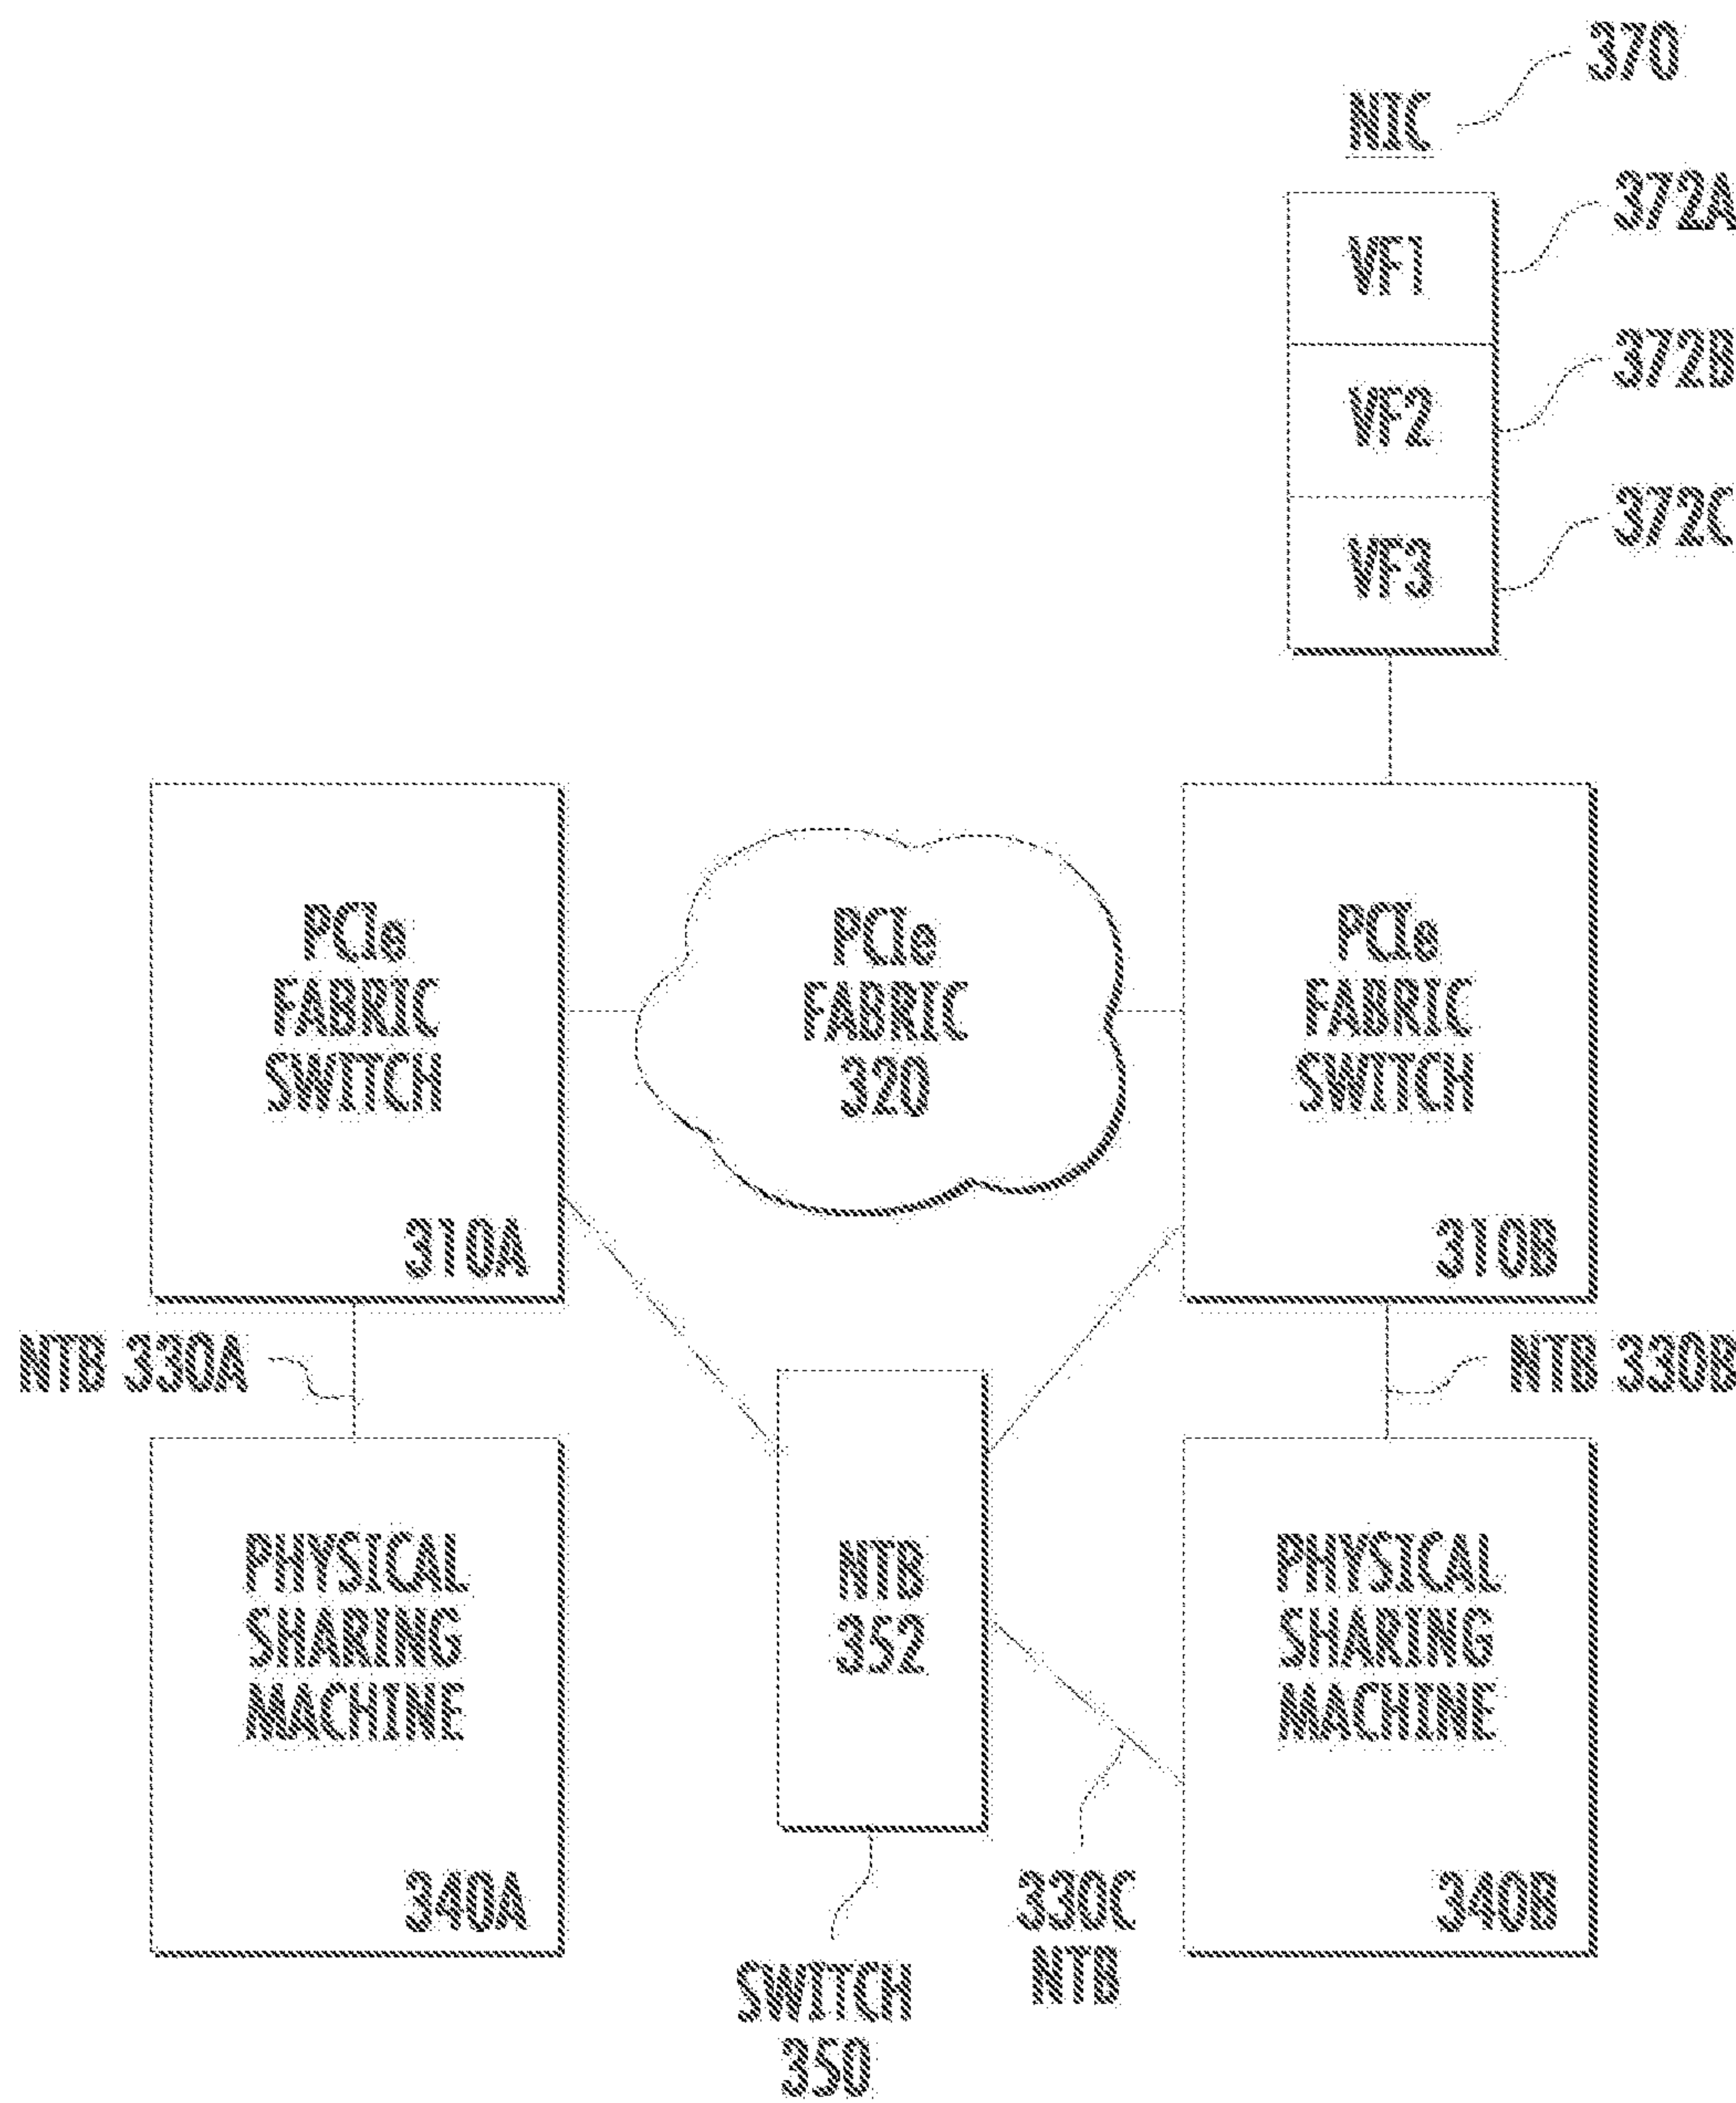 370
NIC
372A
VF1
372B
VF2
372C
VF3
PCIe
FABRIC
SWITCH
310A
PCIe
FABRIC
320
PCIe
FABRIC
SWITCH
310B
NTB 330A
NTB 330B
PHYSICAL
SHARING
MACHINE
340A
NTB
352
PHYSICAL
SHARING
MACHINE
340B
330C
NTB
SWITCH
350